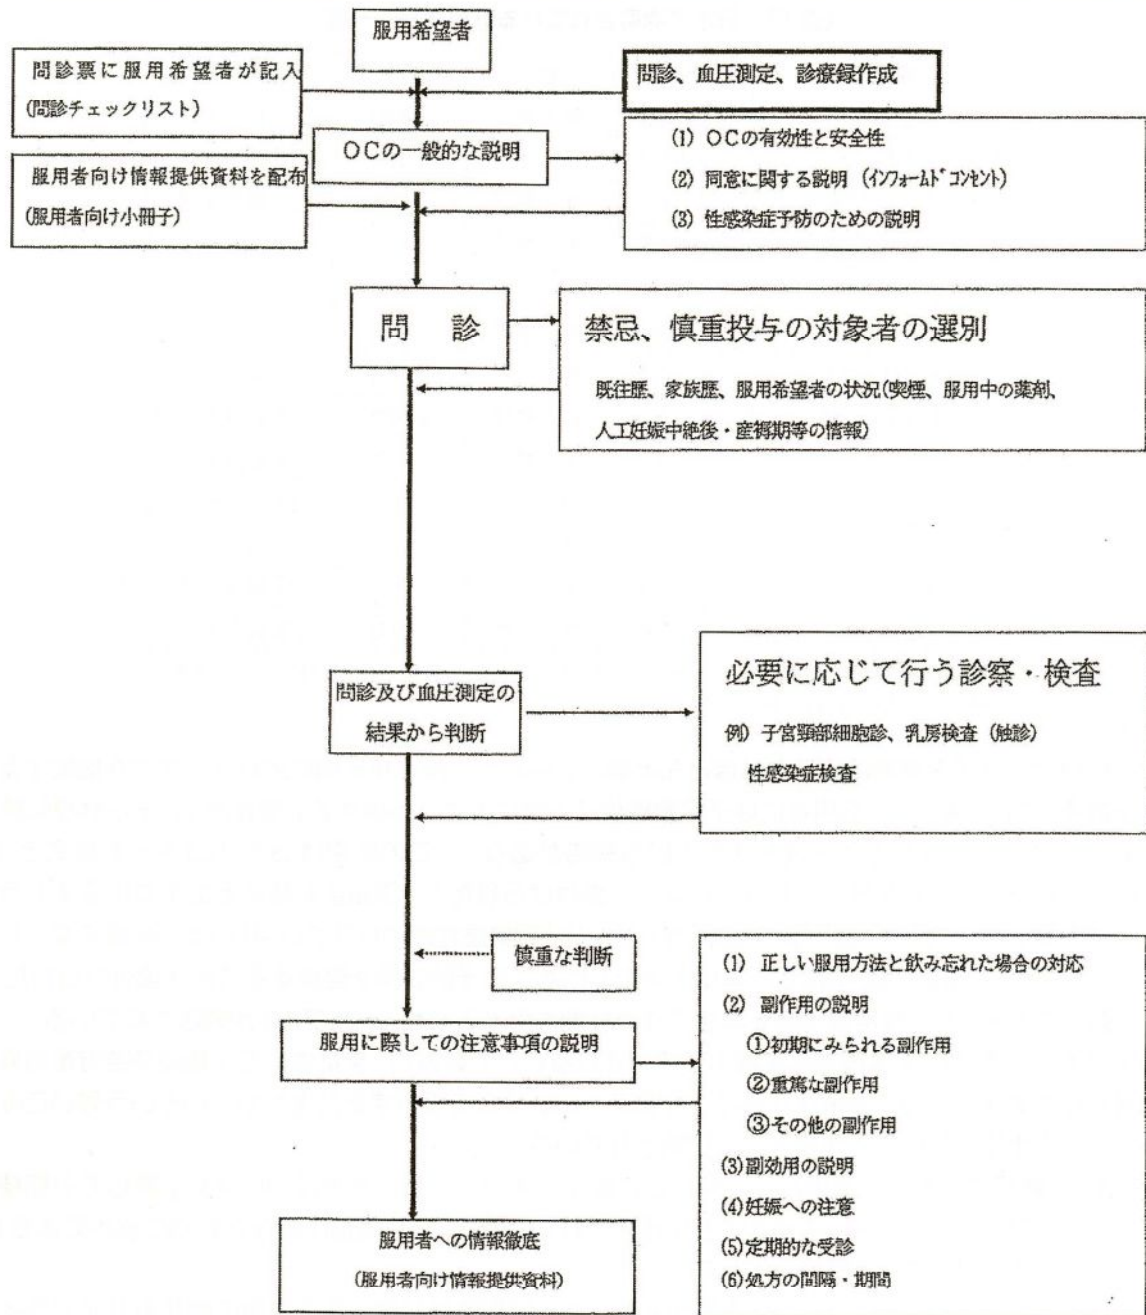 服用希望者
問診票に服用希望者が記入
(問診チェックリスト)
問診、血圧測定、診療録作成
OCの一般的な説明
(1) OCの有効性と安全性
(2) 同意に関する説明 (インフォームドコンセント)
(3) 性感染症予防のための説明
服用者向け情報提供資料を配布
(服用者向け小冊子)
問 診
禁忌、慎重投与の対象者の選別
既往歴、家族歴、服用希望者の状況(喫煙、服用中の薬剤、
人工妊娠中絶後・産褥期等の情報)
問診及び血圧測定の
結果から判断
必要に応じて行う診察・検査
例) 子宮頸部細胞診、乳房検査 (触診)
性感染症検査
慎重な判断
服用に際しての注意事項の説明
(1) 正しい服用方法と飲み忘れた場合の対応
(2) 副作用の説明
①初期にみられる副作用
②重篤な副作用
③その他の副作用
(3)副効用の説明
(4)妊娠への注意
(5)定期的な受診
(6)処方の間隔・期間
服用者への情報徹底
(服用者向け情報提供資料)